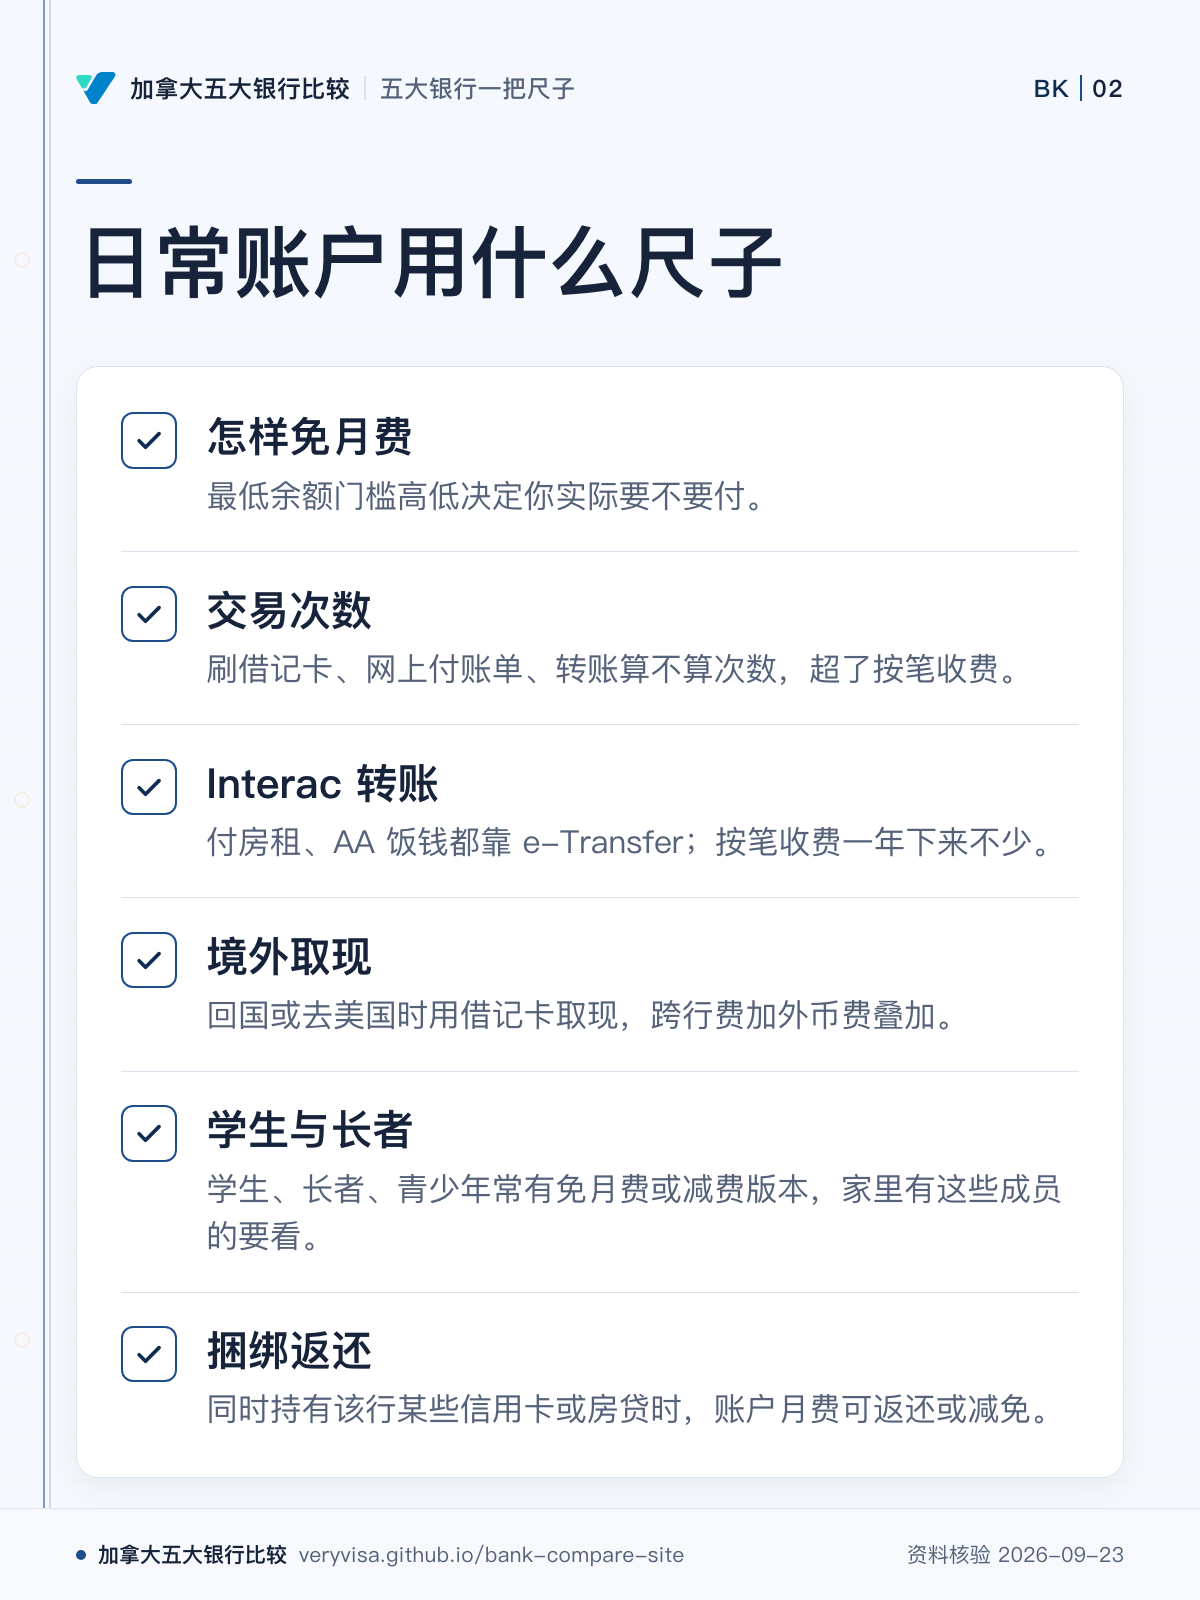 加拿大五大银行比较 五大银行一把尺子
BK 02
日常账户用什么尺子
怎样免月费
最低余额门槛高低决定你实际要不要付。
交易次数
刷借记卡、网上付账单、转账算不算次数，超了按笔收费。
Interac 转账
付房租、AA 饭钱都靠 e-Transfer；按笔收费一年下来不少。
境外取现
回国或去美国时用借记卡取现，跨行费加外币费叠加。
学生与长者
学生、长者、青少年常有免月费或减费版本，家里有这些成员
的要看。
捆绑返还
同时持有该行某些信用卡或房贷时，账户月费可返还或减免。
加拿大五大银行比较 veryvisa.github.io/bank-compare-site
资料核验 2026-09-23